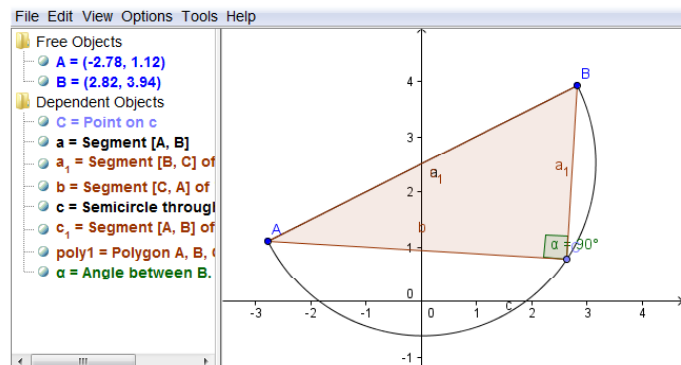 File Edit View Options Tools Help
Free Objects
A = (-2.78, 1.12)
B = (2.82, 3.94)
Dependent Objects
C = Point on c
a = Segment [A, B]
a1 = Segment [B, C] of
b = Segment [C, A] of
c = Semicircle through
c1 = Segment [A, B] of
poly1 = Polygon A, B,
α = Angle between B.
4
B
3
a1
a1
2
A
b
1
α = 90°
0
-3 -2 -1 0 1 2 3 4
c
-1